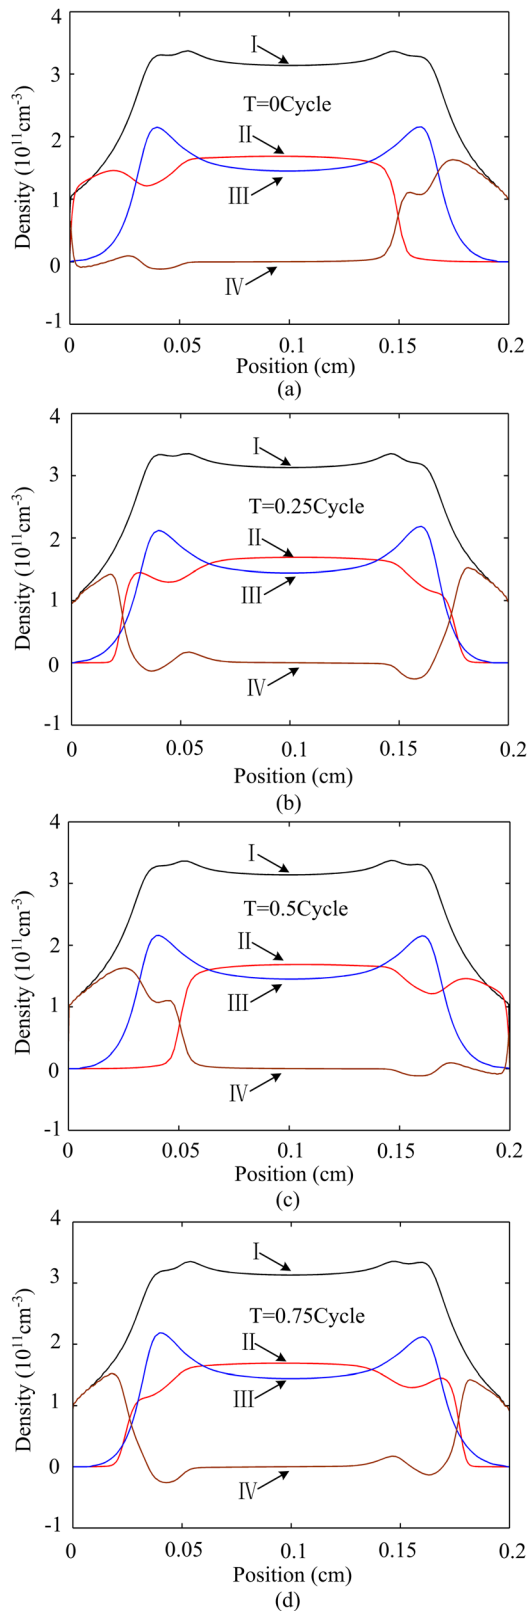 4
3
2
1
0
-1
Density (10¹¹cm⁻³)
Ⅰ
T=0Cycle
Ⅱ
Ⅲ
Ⅳ
0 0.05 0.1 0.15 0.2
Position (cm)
(a)
4
3
2
1
0
-1
Density (10¹¹cm⁻³)
Ⅰ
T=0.25Cycle
Ⅱ
Ⅲ
Ⅳ
0 0.05 0.1 0.15 0.2
Position (cm)
(b)
4
3
2
1
0
-1
Density (10¹¹cm⁻³)
Ⅰ
T=0.5Cycle
Ⅱ
Ⅲ
Ⅳ
0 0.05 0.1 0.15 0.2
Position (cm)
(c)
4
3
2
1
0
-1
Density (10¹¹cm⁻³)
Ⅰ
T=0.75Cycle
Ⅱ
Ⅲ
Ⅳ
0 0.05 0.1 0.15 0.2
Position (cm)
(d)